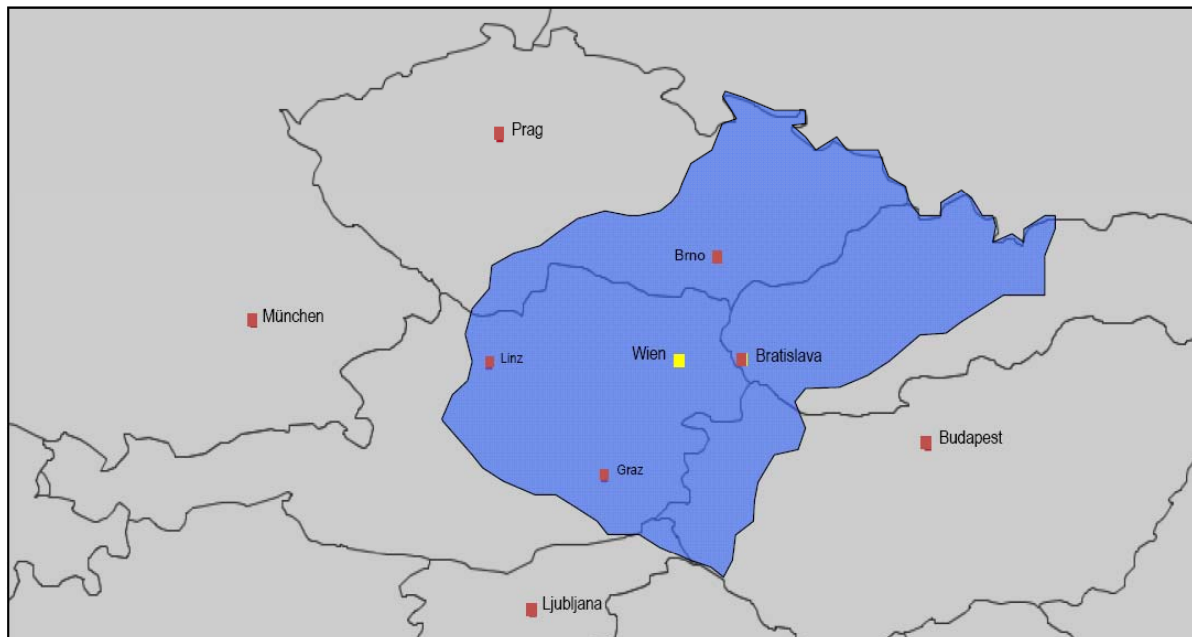 Prag
Brno
München
Linz
Wien
Bratislava
Budapest
Graz
Ljubljana